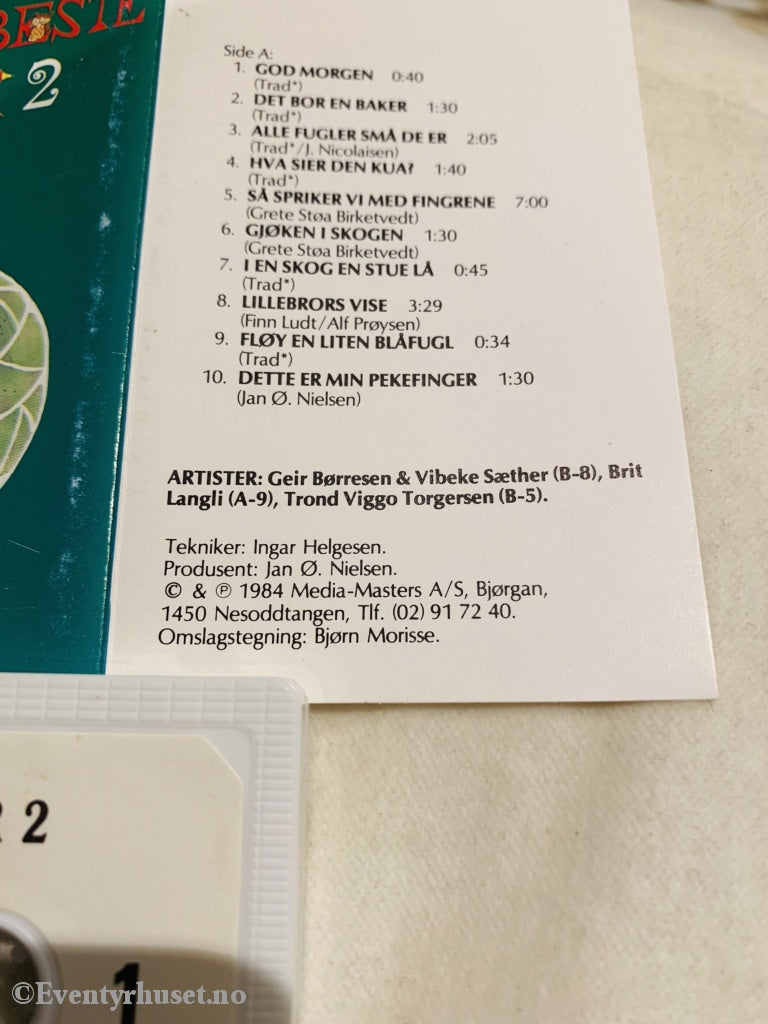 BESTE
2
Side A:
1. GOD MORGEN 0:40
(Trad*)
2. DET BOR EN BAKER 1:30
(Trad*)
3. ALLE FUGLER SMÅ DE ER 2:05
(Trad*/J. Nicolaisen)
4. HVA SIER DEN KUA? 1:40
(Trad*)
5. SÅ SPRIKER VI MED FINGRENE 7:00
(Grete Støa Birketvedt)
6. GJØKEN I SKOGEN 1:30
(Grete Støa Birketvedt)
7. I EN SKOG EN STUE LÅ 0:45
(Trad*)
8. LILLEBRORS VISE 3:29
(Finn Ludt/Alf Prøysen)
9. FLØY EN LITEN BLÅFUGL 0:34
(Trad*)
10. DETTE ER MIN PEKEFINGER 1:30
(Jan Ø. Nielsen)
ARTISTER: Geir Børresen & Vibeke Sæther (B-8), Brit
Langli (A-9), Trond Viggo Torgersen (B-5).
Tekniker: Ingar Helgesen.
Produsent: Jan Ø. Nielsen.
© & ℗ 1984 Media-Masters A/S, Bjørgan,
1450 Nesoddtangen, Tlf. (02) 91 72 40.
Omslagstegning: Bjørn Morisse.
R 2
1
©Eventyrhuset.no